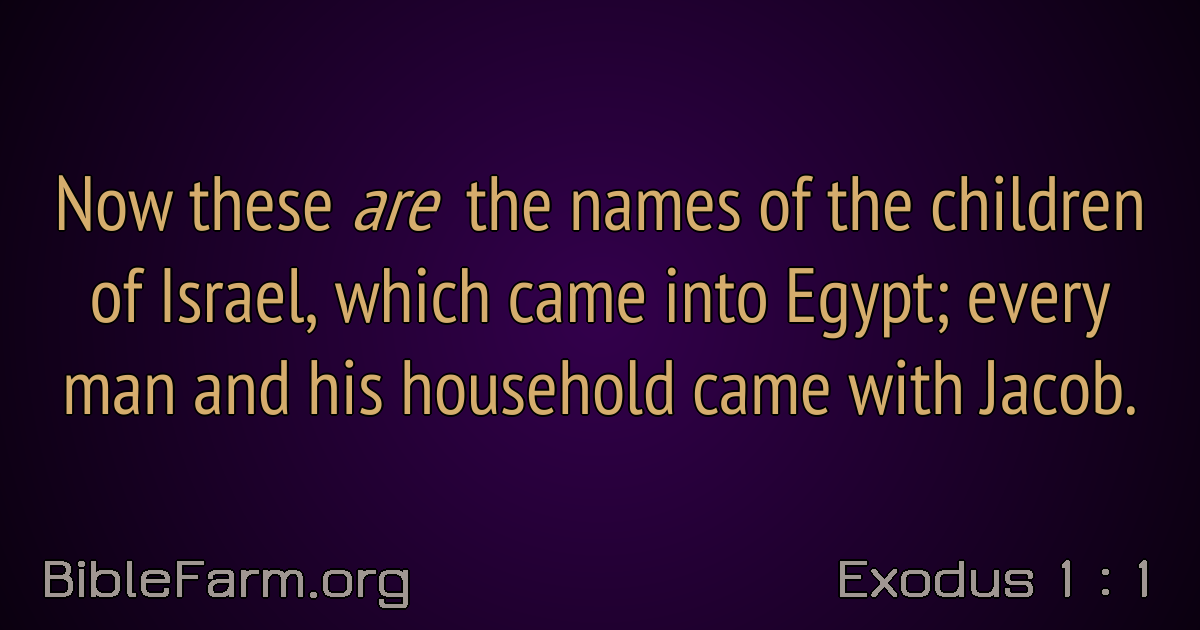 Now these are the names of the children
of Israel, which came into Egypt; every
man and his household came with Jacob.
BibleFarm.org
Exodus 1 : 1